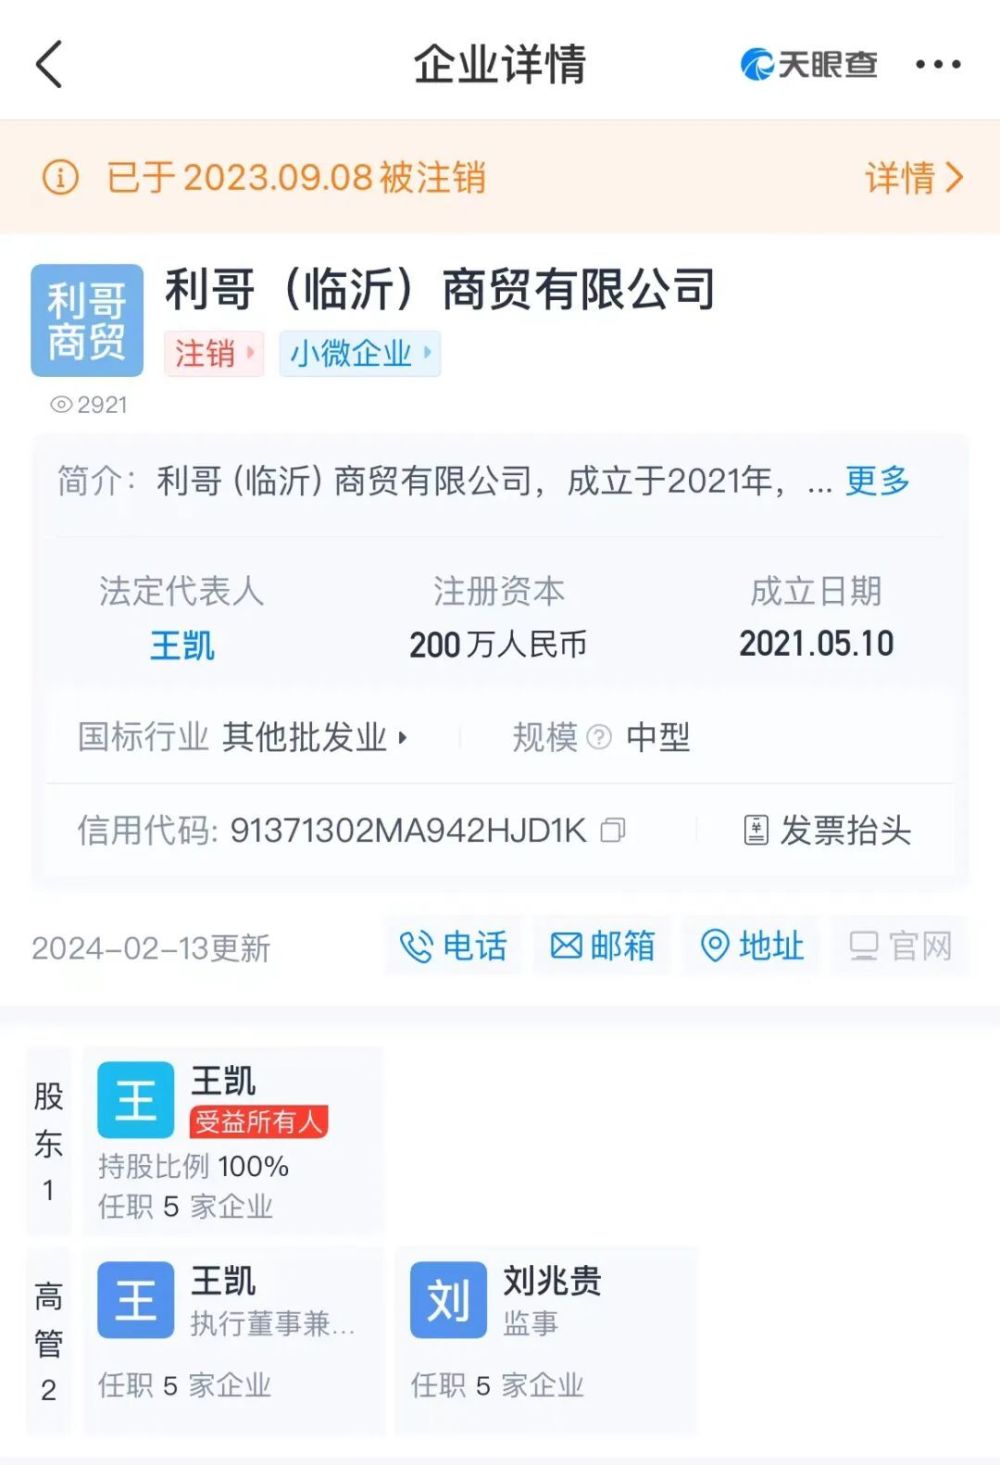 企业详情
天眼查
已于2023.09.08被注销
详情
利哥
商贸
利哥（临沂）商贸有限公司
注销
小微企业
2921
简介：利哥（临沂）商贸有限公司，成立于2021年，... 更多
法定代表人 注册资本 成立日期
王凯 200万人民币 2021.05.10
国标行业 其他批发业 规模 ? 中型
信用代码: 91371302MA942HJD1K 发票抬头
2024-02-13更新 电话 邮箱 地址 官网
股东1
王
王凯
受益所有人
持股比例 100%
任职 5 家企业
高管2
王
王凯
执行董事兼...
任职 5 家企业
刘
刘兆贵
监事
任职 5 家企业